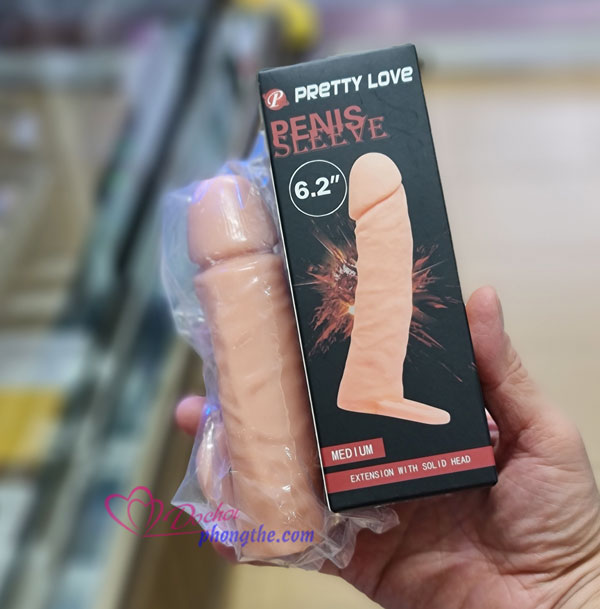 P PRETTY LOVE
PENIS
SLEEVE
6.2"
MEDIUM
EXTENSION WITH SOLID HEAD
Dochoi
phongthe.com